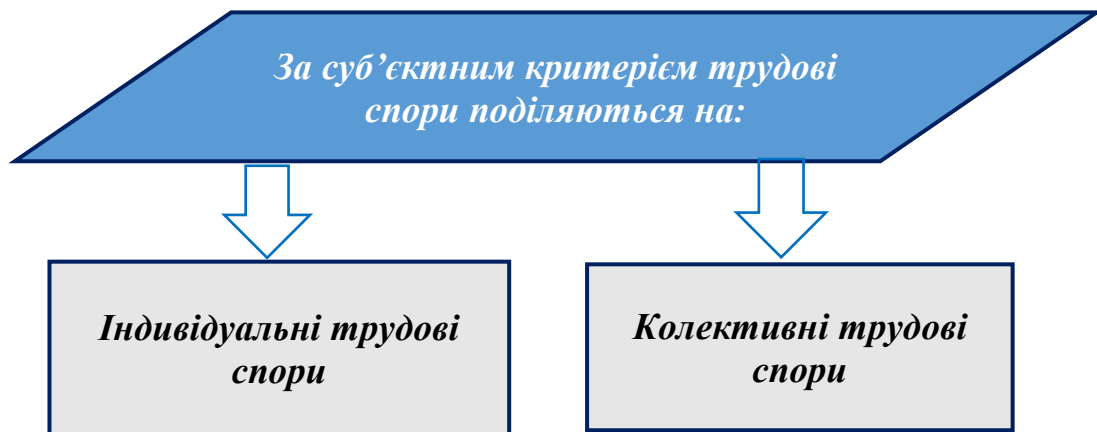 За суб’єктним критерієм трудові
спори поділяються на:
Індивідуальні трудові
спори
Колективні трудові
спори